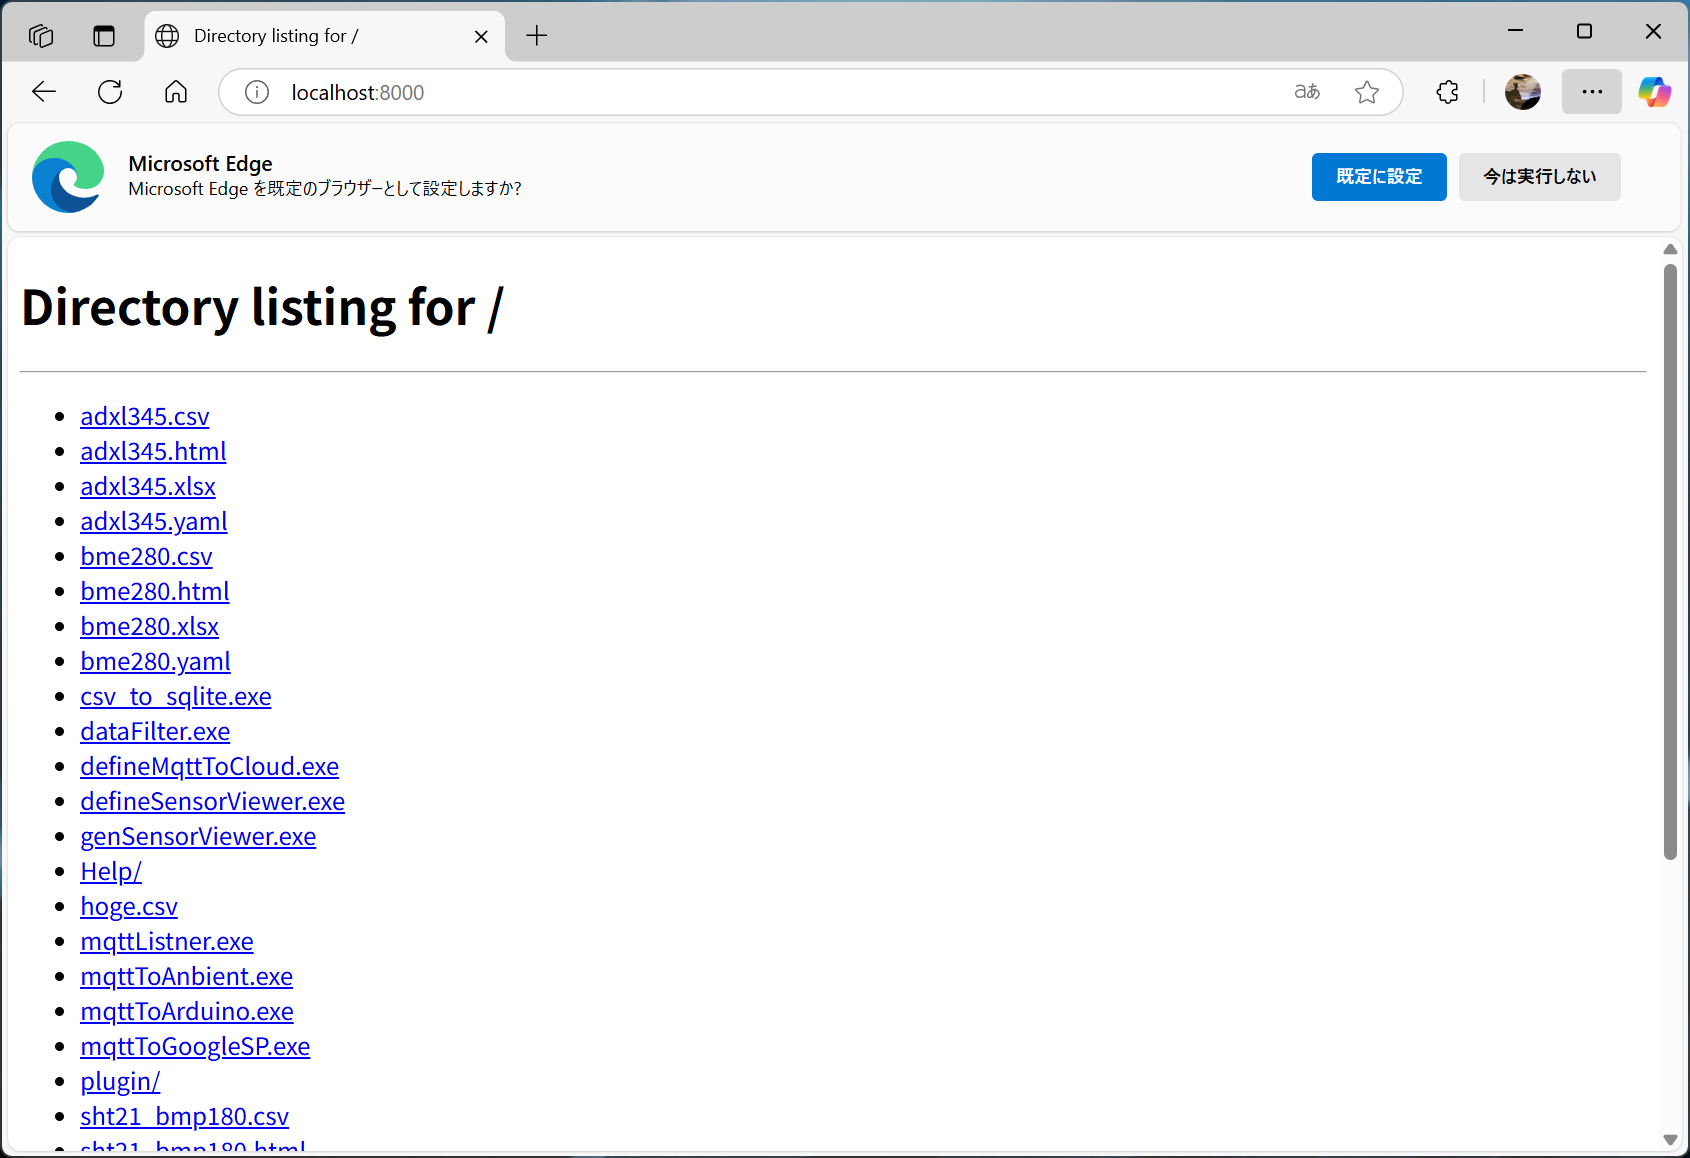 Directory listing for /
localhost:8000
aあ
Microsoft Edge
Microsoft Edge を既定のブラウザーとして設定しますか?
既定に設定
今は実行しない
Directory listing for /
adxl345.csv
adxl345.html
adxl345.xlsx
adxl345.yaml
bme280.csv
bme280.html
bme280.xlsx
bme280.yaml
csv_to_sqlite.exe
dataFilter.exe
defineMqttToCloud.exe
defineSensorViewer.exe
genSensorViewer.exe
Help/
hoge.csv
mqttListner.exe
mqttToAnbient.exe
mqttToArduino.exe
mqttToGoogleSP.exe
plugin/
sht21_bmp180.csv
sht21_bmp180.html